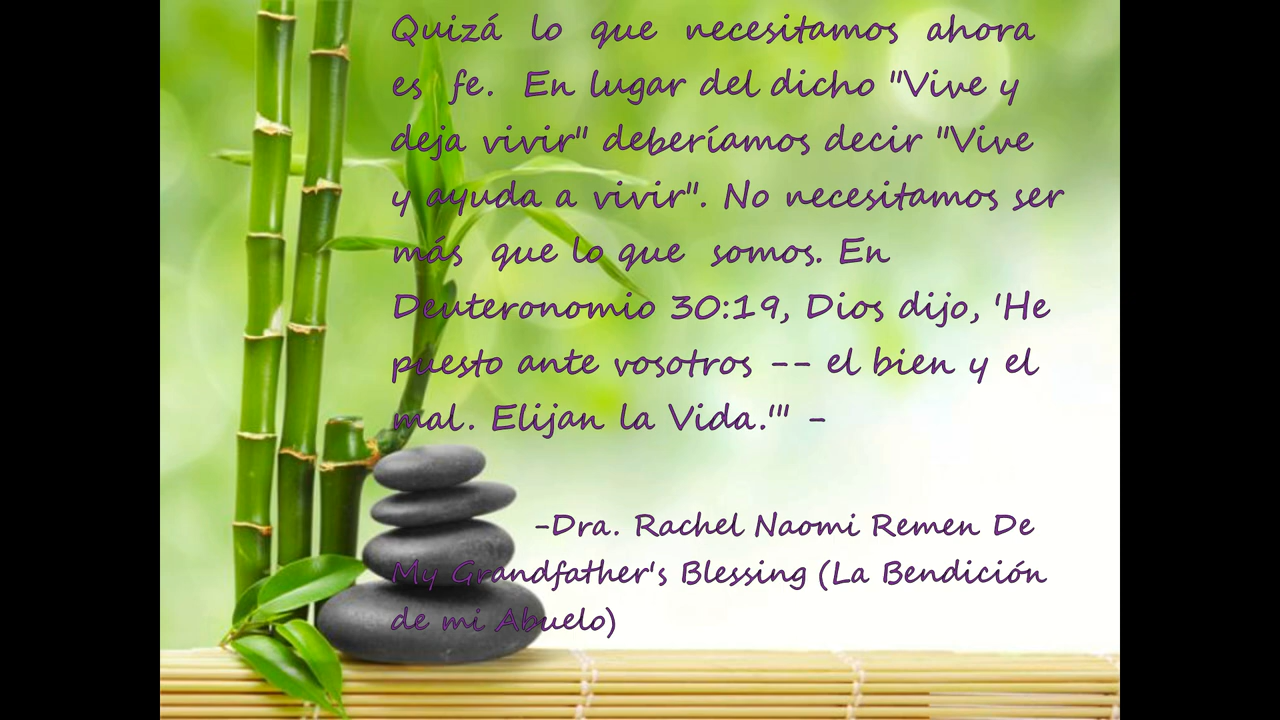 Quizá lo que necesitamos ahora
es fe. En lugar del dicho "Vive y
deja vivir" deberíamos decir "Vive
y ayuda a vivir". No necesitamos ser
más que lo que somos. En
Deuteronomio 30:19, Dios dijo, 'He
puesto ante vosotros -- el bien y el
mal. Elijan la Vida.'" -
-Dra. Rachel Naomi Remen De
My Grandfather's Blessing (La Bendición
de mi Abuelo)